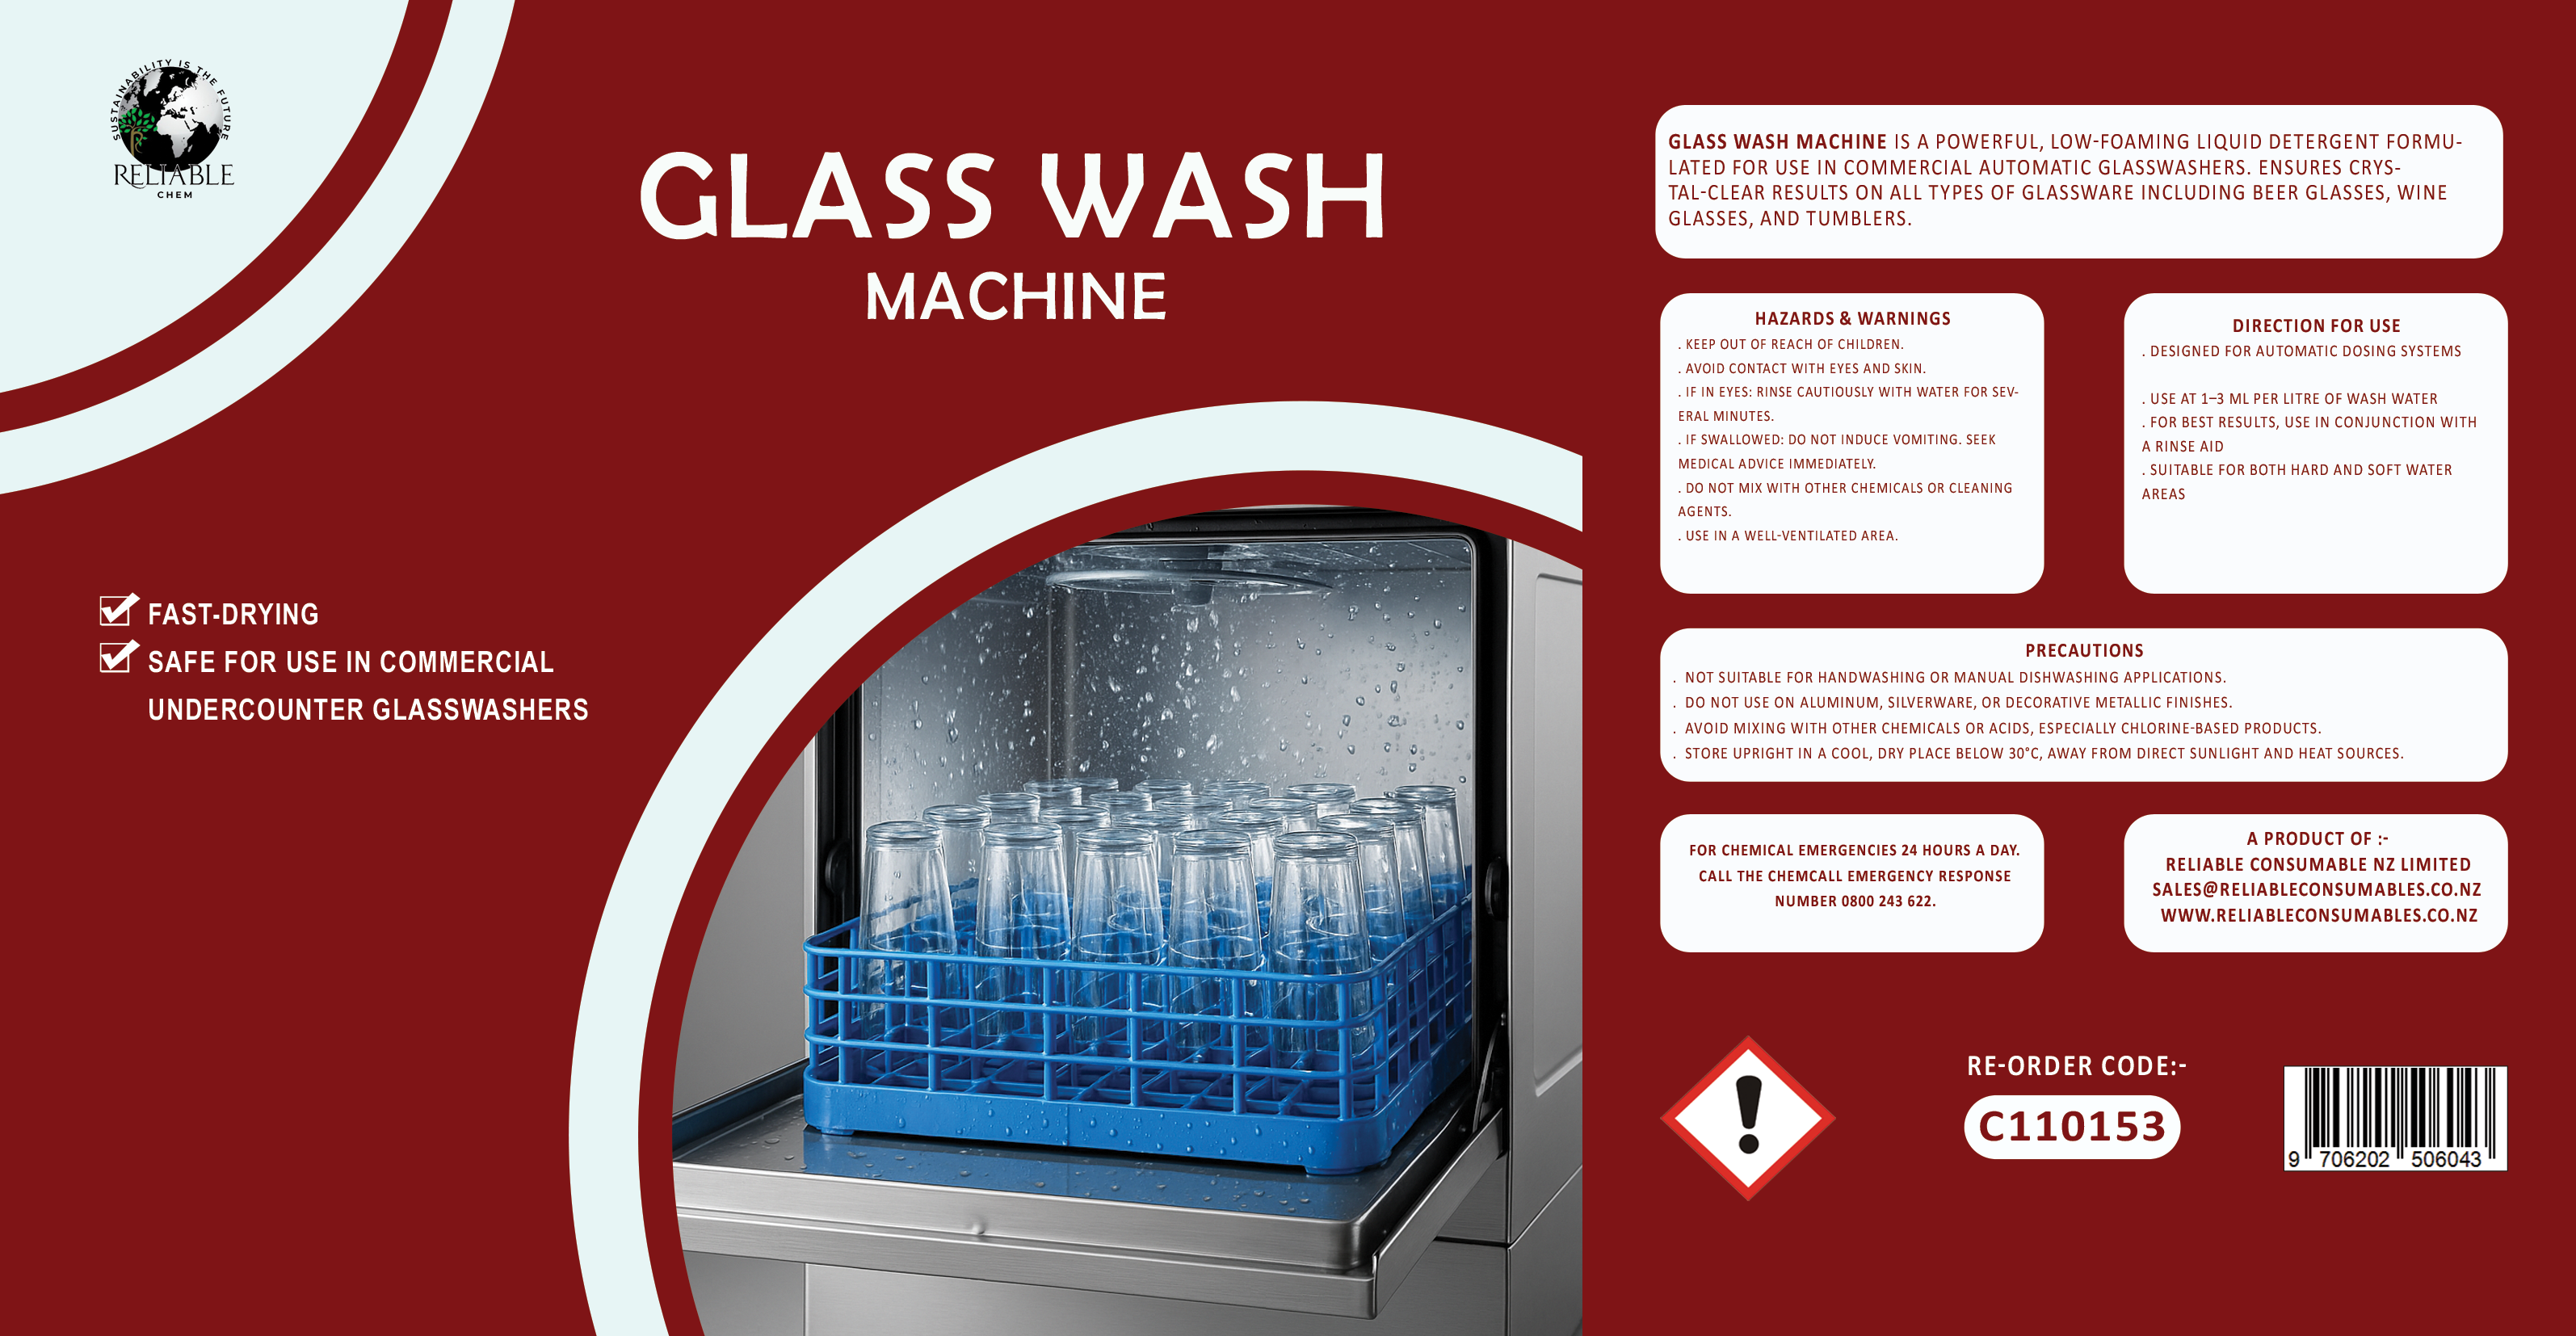 SUSTAINABILITY IS THE FUTURE
RELIABLE
CHEM
GLASS WASH
MACHINE
FAST-DRYING
SAFE FOR USE IN COMMERCIAL
UNDERCOUNTER GLASSWASHERS
GLASS WASH MACHINE IS A POWERFUL, LOW-FOAMING LIQUID DETERGENT FORMU-
LATED FOR USE IN COMMERCIAL AUTOMATIC GLASSWASHERS. ENSURES CRYS-
TAL-CLEAR RESULTS ON ALL TYPES OF GLASSWARE INCLUDING BEER GLASSES, WINE
GLASSES, AND TUMBLERS.
HAZARDS & WARNINGS
. KEEP OUT OF REACH OF CHILDREN.
. AVOID CONTACT WITH EYES AND SKIN.
. IF IN EYES: RINSE CAUTIOUSLY WITH WATER FOR SEV-
ERAL MINUTES.
. IF SWALLOWED: DO NOT INDUCE VOMITING. SEEK
MEDICAL ADVICE IMMEDIATELY.
. DO NOT MIX WITH OTHER CHEMICALS OR CLEANING
AGENTS.
. USE IN A WELL-VENTILATED AREA.
DIRECTION FOR USE
. DESIGNED FOR AUTOMATIC DOSING SYSTEMS
. USE AT 1–3 ML PER LITRE OF WASH WATER
. FOR BEST RESULTS, USE IN CONJUNCTION WITH
A RINSE AID
. SUITABLE FOR BOTH HARD AND SOFT WATER
AREAS
PRECAUTIONS
. NOT SUITABLE FOR HANDWASHING OR MANUAL DISHWASHING APPLICATIONS.
. DO NOT USE ON ALUMINUM, SILVERWARE, OR DECORATIVE METALLIC FINISHES.
. AVOID MIXING WITH OTHER CHEMICALS OR ACIDS, ESPECIALLY CHLORINE-BASED PRODUCTS.
. STORE UPRIGHT IN A COOL, DRY PLACE BELOW 30°C, AWAY FROM DIRECT SUNLIGHT AND HEAT SOURCES.
FOR CHEMICAL EMERGENCIES 24 HOURS A DAY.
CALL THE CHEMCALL EMERGENCY RESPONSE
NUMBER 0800 243 622.
A PRODUCT OF :-
RELIABLE CONSUMABLE NZ LIMITED
SALES@RELIABLECONSUMABLES.CO.NZ
WWW.RELIABLECONSUMABLES.CO.NZ
RE-ORDER CODE:-
C110153
9 706202 506043